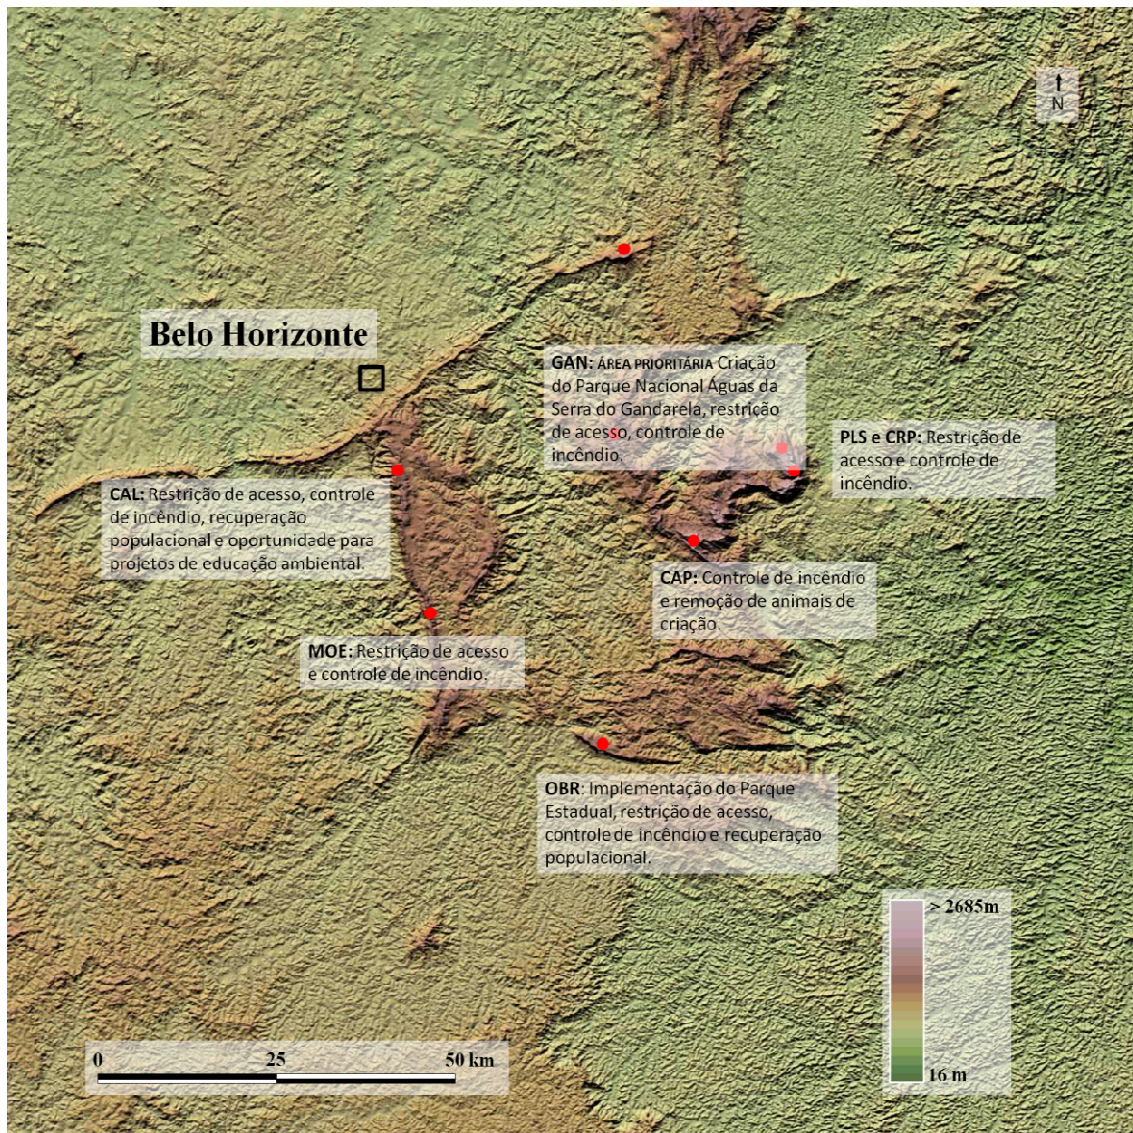 N
Belo Horizonte
GAN: ÁREA PRIORITÁRIA Criação
do Parque Nacional Águas da
Serra do Gandarela, restrição
de acesso, controle de
incêndio.
PLS e CRP: Restrição de
acesso e controle de
incêndio.
CAL: Restrição de acesso, controle
de incêndio, recuperação
populacional e oportunidade para
projetos de educação ambiental.
CAP: Controle de incêndio
e remoção de animais de
criação
MOE: Restrição de acesso
e controle de incêndio.
OBR: Implementação do Parque
Estadual, restrição de acesso,
controle de incêndio e recuperação
populacional.
> 2685m
16 m
0 25 50 km